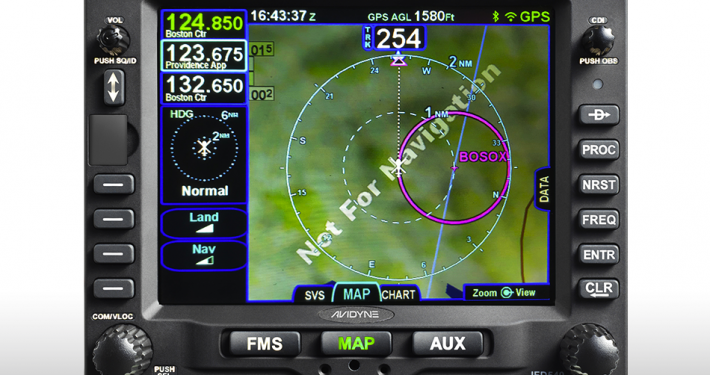 VOL
PUSH SQ/ID
124.850
Boston Ctr
123.675
Providence App
132.650
Boston Ctr
015
002
HDG
6NM
2NM
Normal
Land
Nav
16:43:37 Z
GPS AGL 1580Ft
GPS
TRK
254
2 NM
1 NM
24
W
21
30
S
33
15
N
12
E
6
3
BOSOX
Not For Navigation
DATA
SVS
MAP
CHART
Zoom
View
CDI
PUSH OBS
D
PROC
NRST
FREQ
ENTR
CLR
AVIDYNE
COM/VLOC
PUSH
FMS
MAP
AUX